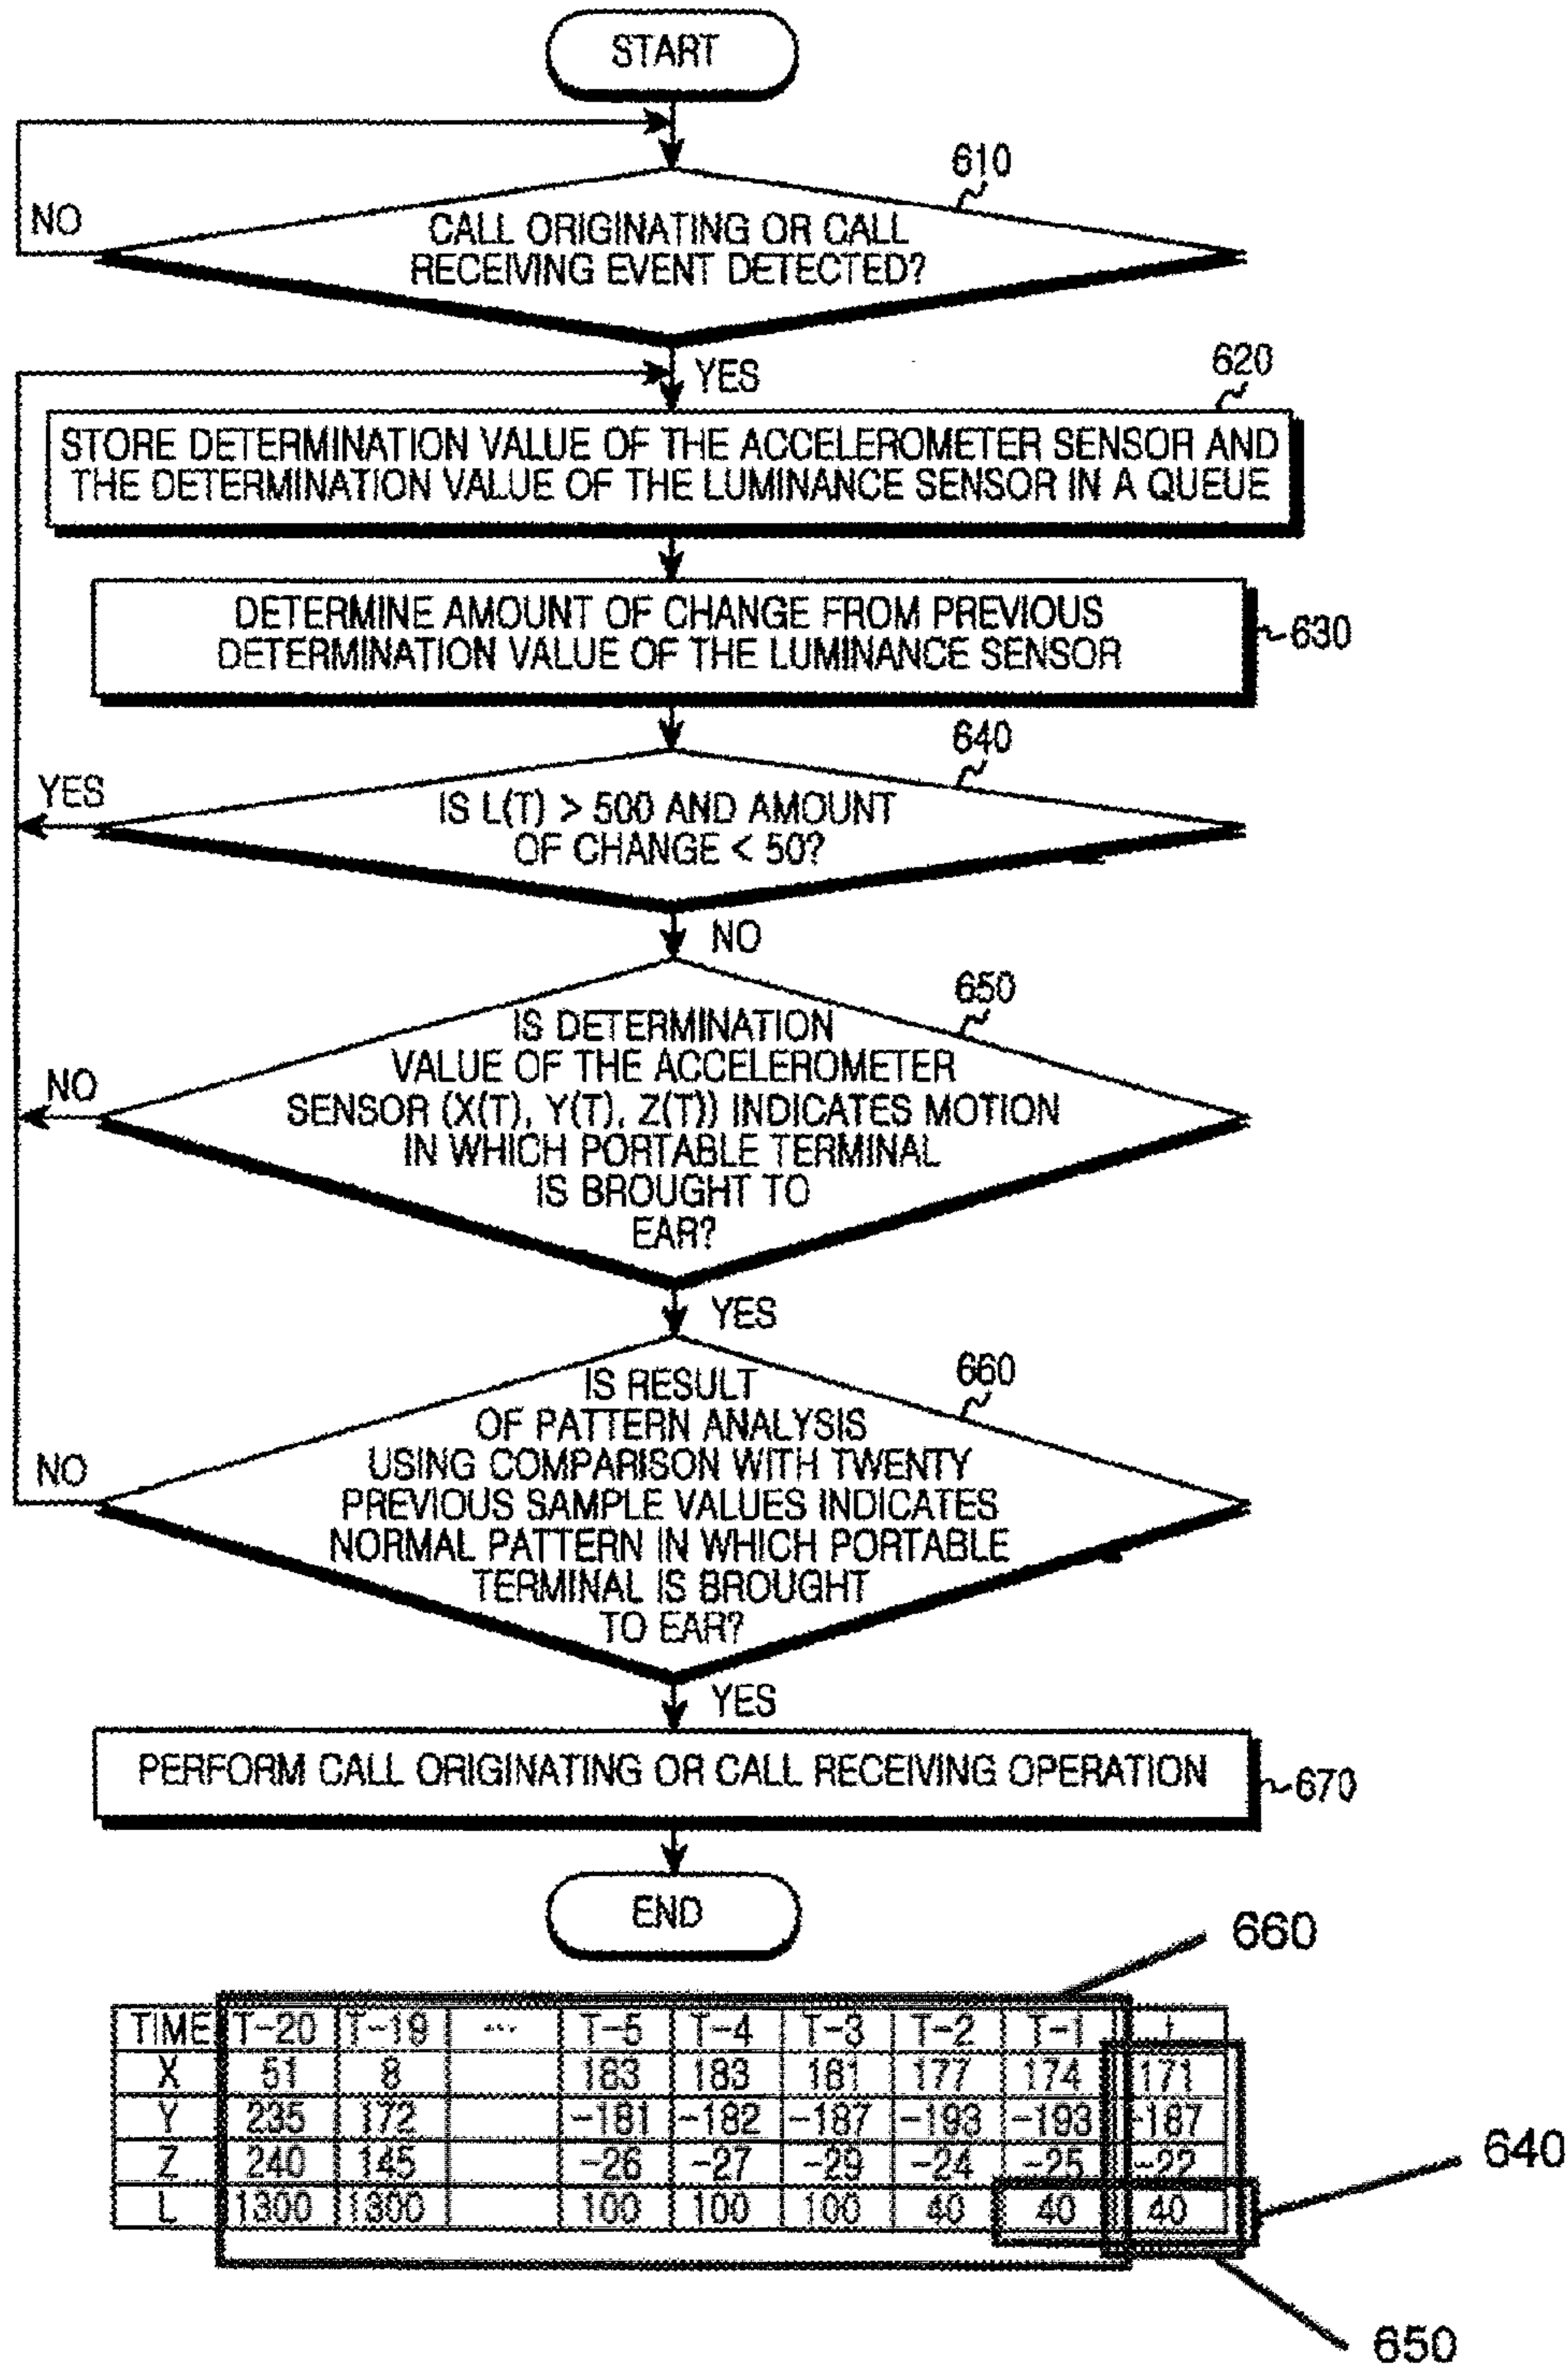 START
610
NO
CALL ORIGINATING OR CALL
RECEIVING EVENT DETECTED?
YES
620
STORE DETERMINATION VALUE OF THE ACCELEROMETER SENSOR AND
THE DETERMINATION VALUE OF THE LUMINANCE SENSOR IN A QUEUE
DETERMINE AMOUNT OF CHANGE FROM PREVIOUS
DETERMINATION VALUE OF THE LUMINANCE SENSOR
630
640
YES
IS L(T) > 500 AND AMOUNT
OF CHANGE < 50?
NO
650
IS DETERMINATION
VALUE OF THE ACCELEROMETER
SENSOR (X(T), Y(T), Z(T)) INDICATES MOTION
IN WHICH PORTABLE TERMINAL
IS BROUGHT TO
EAR?
NO
YES
660
IS RESULT
OF PATTERN ANALYSIS
USING COMPARISON WITH TWENTY
PREVIOUS SAMPLE VALUES INDICATES
NORMAL PATTERN IN WHICH PORTABLE
TERMINAL IS BROUGHT
TO EAR?
NO
YES
PERFORM CALL ORIGINATING OR CALL RECEIVING OPERATION
670
END
660
TIME T-20 T-19 ... T-5 T-4 T-3 T-2 T-1 t
X 51 8 183 183 181 177 174 171
Y 235 172 -181 -182 -187 -193 -193 -187
Z 240 145 -26 -27 -29 -24 -25 -22
L 1300 1300 100 100 100 40 40 40
640
650